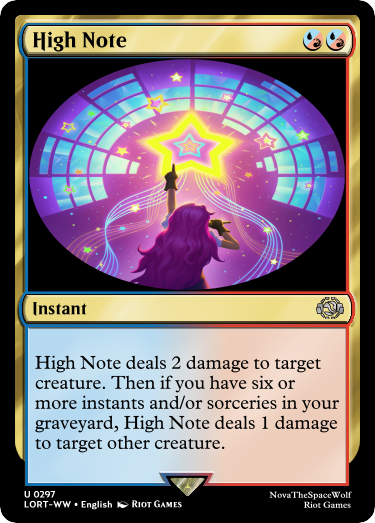 High Note
Instant
High Note deals 2 damage to target
creature. Then if you have six or
more instants and/or sorceries in your
graveyard, High Note deals 1 damage
to target other creature.
U 0297
NovaTheSpaceWolf
LORT-WW • English RIOT GAMES
Riot Games